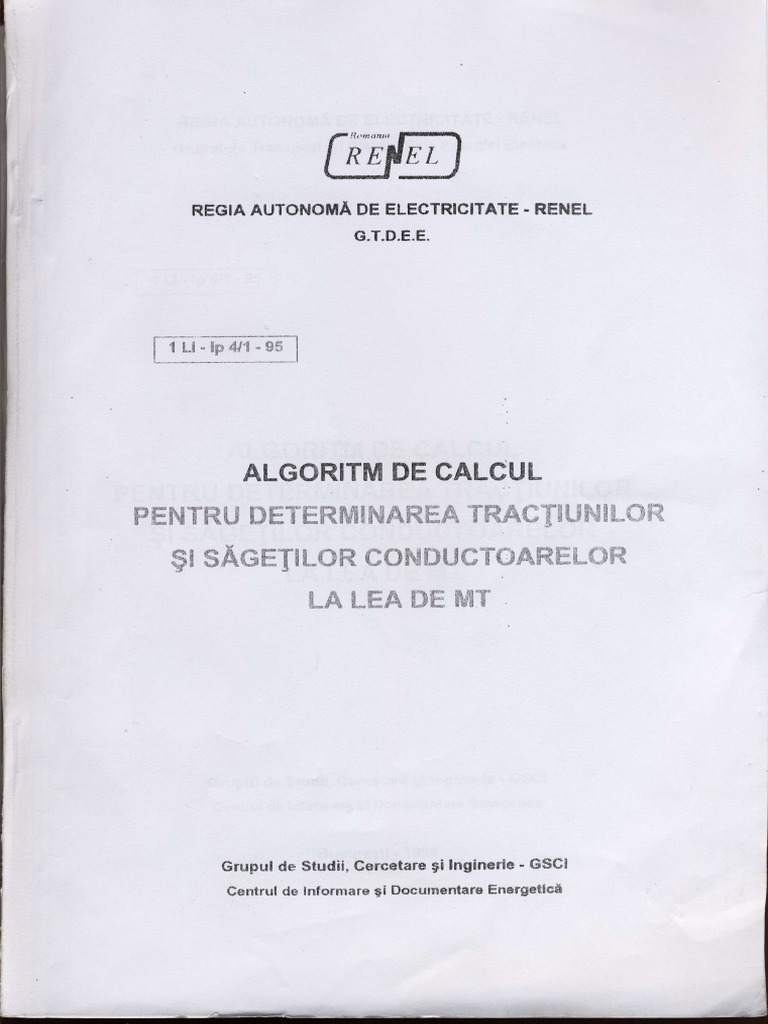 Romania
RENEL
REGIA AUTONOMĂ DE ELECTRICITATE - RENEL
G.T.D.E.E.
1 LI - Ip 4/1 - 95
ALGORITM DE CALCUL
PENTRU DETERMINAREA TRACŢIUNILOR
ŞI SĂGEŢILOR CONDUCTOARELOR
LA LEA DE MT
Grupul de Studii, Cercetare şi Inginerie - GSCI
Centrul de Informare şi Documentare Energetică